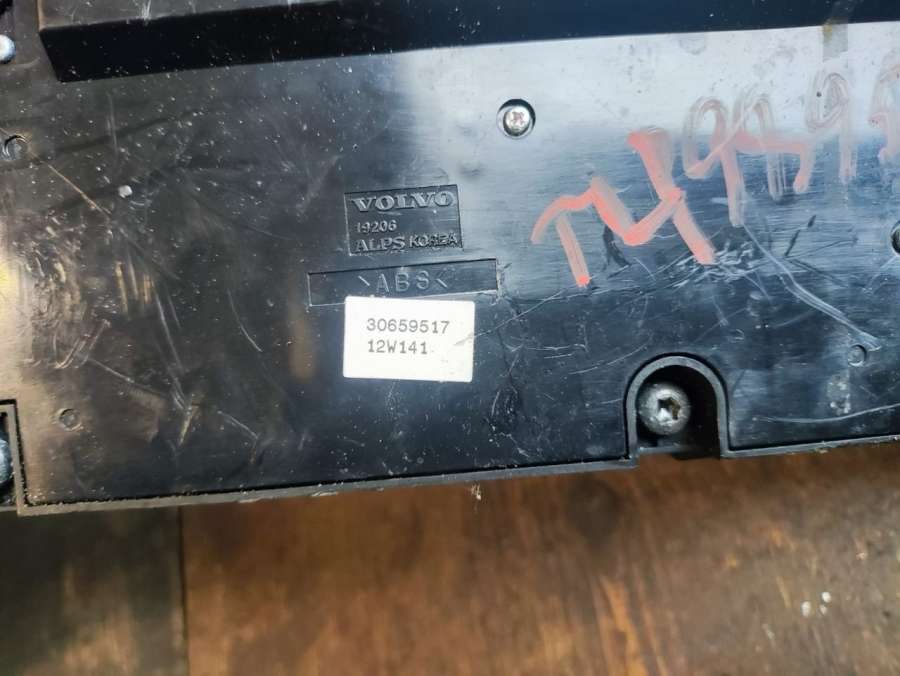 VOLVO
19206
ALPS KOREA
>ABS<
30659517
12W141